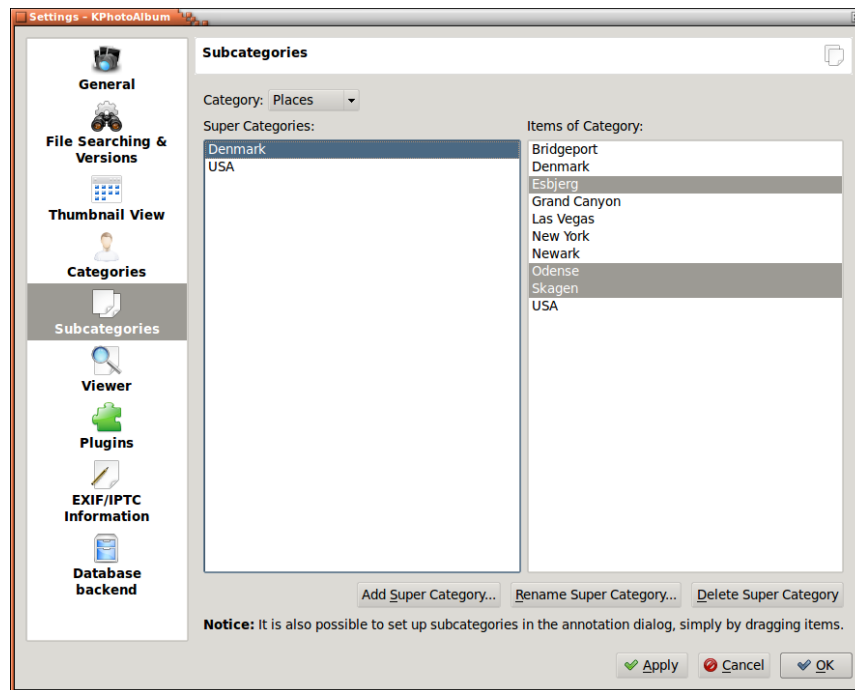 Settings – KPhotoAlbum
General
File Searching &
Versions
Thumbnail View
Categories
Subcategories
Viewer
Plugins
EXIF/IPTC
Information
Database
backend
Subcategories
Category: Places
Super Categories:
Denmark
USA
Items of Category:
Bridgeport
Denmark
Esbjerg
Grand Canyon
Las Vegas
New York
Newark
Odense
Skagen
USA
Add Super Category... Rename Super Category... Delete Super Category
Notice: It is also possible to set up subcategories in the annotation dialog, simply by dragging items.
Apply Cancel OK